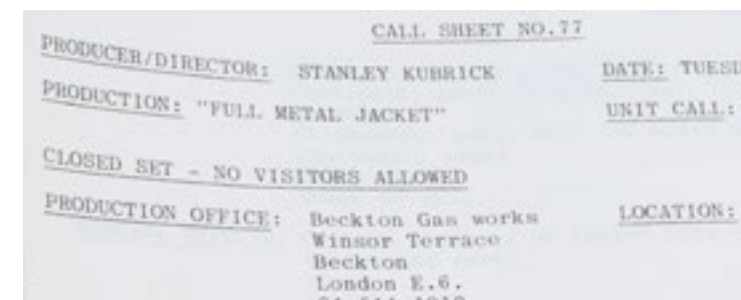 CALL SHEET NO.77
PRODUCER/DIRECTOR: STANLEY KUBRICK DATE:
PRODUCTION: "FULL METAL JACKET" UNIT CALL:
CLOSED SET - NO VISITORS ALLOWED
PRODUCTION OFFICE: Beckton Gas works LOCATION:
Winsor Terrace
Beckton
London E.6.